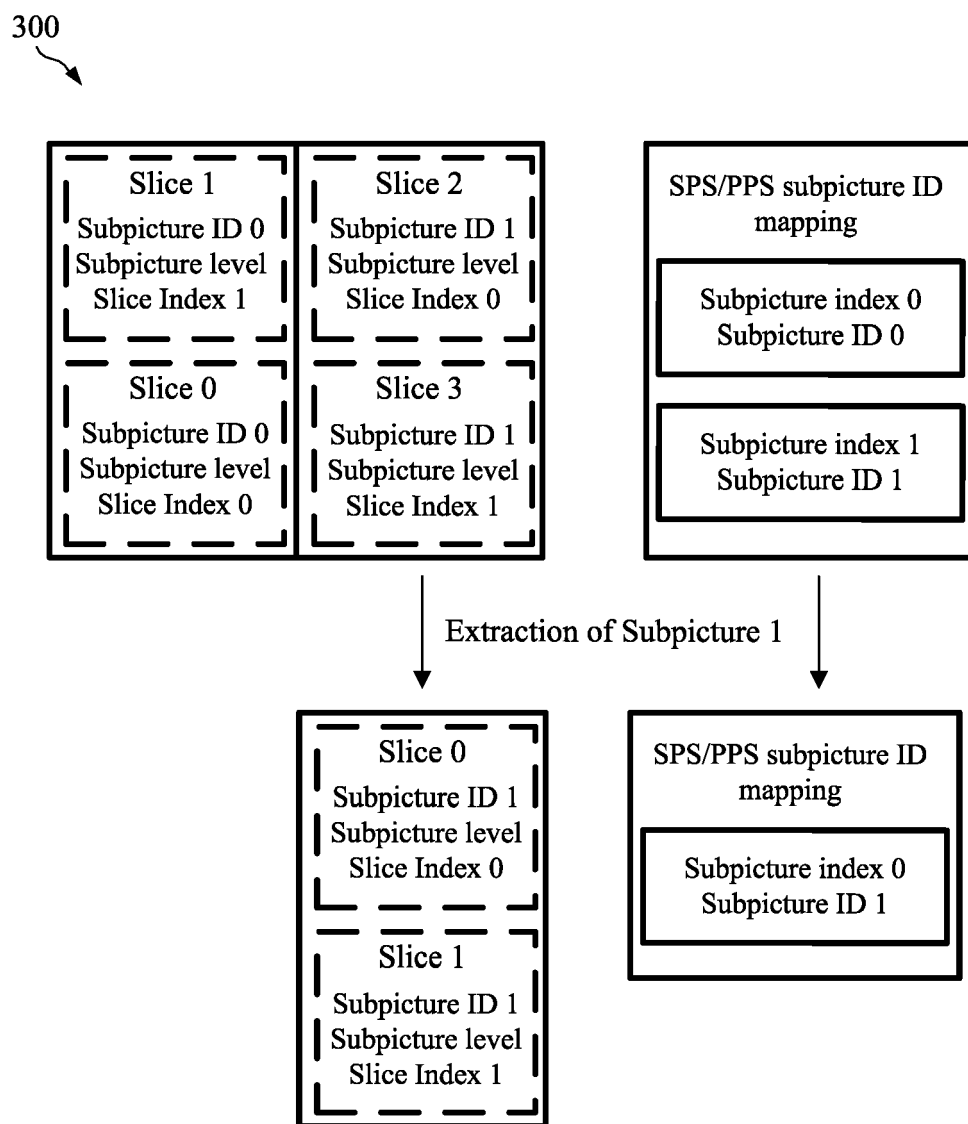 300
Slice 1
Subpicture ID 0
Subpicture level
Slice Index 1
Slice 2
Subpicture ID 1
Subpicture level
Slice Index 0
Slice 0
Subpicture ID 0
Subpicture level
Slice Index 0
Slice 3
Subpicture ID 1
Subpicture level
Slice Index 1
SPS/PPS subpicture ID
mapping
Subpicture index 0
Subpicture ID 0
Subpicture index 1
Subpicture ID 1
Extraction of Subpicture 1
Slice 0
Subpicture ID 1
Subpicture level
Slice Index 0
Slice 1
Subpicture ID 1
Subpicture level
Slice Index 1
SPS/PPS subpicture ID
mapping
Subpicture index 0
Subpicture ID 1